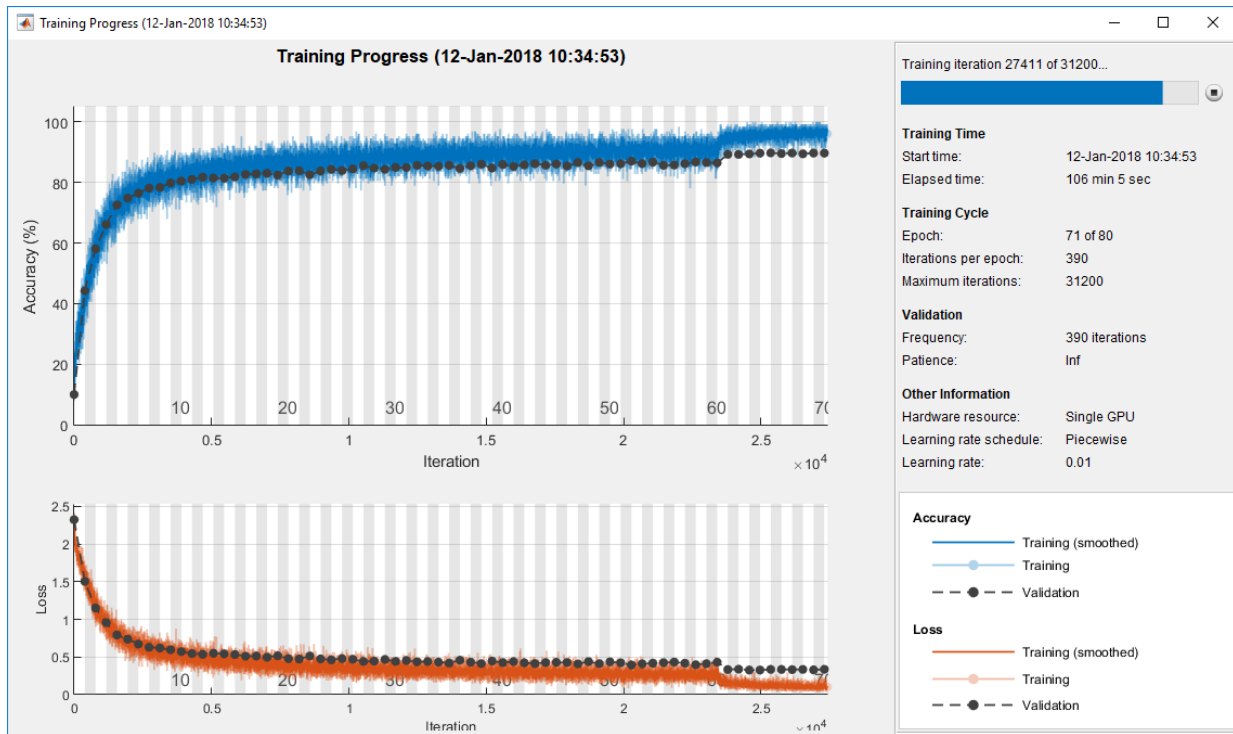 Training Progress (12-Jan-2018 10:34:53)
Training Progress (12-Jan-2018 10:34:53)
Accuracy (%)
100
80
60
40
20
0
10 20 30 40 50 60 70
0 0.5 1 1.5 2 2.5
Iteration
×10⁴
Loss
2.5
2
1.5
1
0.5
0
10 20 30 40 50 60 70
0 0.5 1 1.5 2 2.5
Iteration
×10⁴
Training iteration 27411 of 31200...
Training Time
Start time: 12-Jan-2018 10:34:53
Elapsed time: 106 min 5 sec
Training Cycle
Epoch: 71 of 80
Iterations per epoch: 390
Maximum iterations: 31200
Validation
Frequency: 390 iterations
Patience: Inf
Other Information
Hardware resource: Single GPU
Learning rate schedule: Piecewise
Learning rate: 0.01
Accuracy
Training (smoothed)
Training
Validation
Loss
Training (smoothed)
Training
Validation